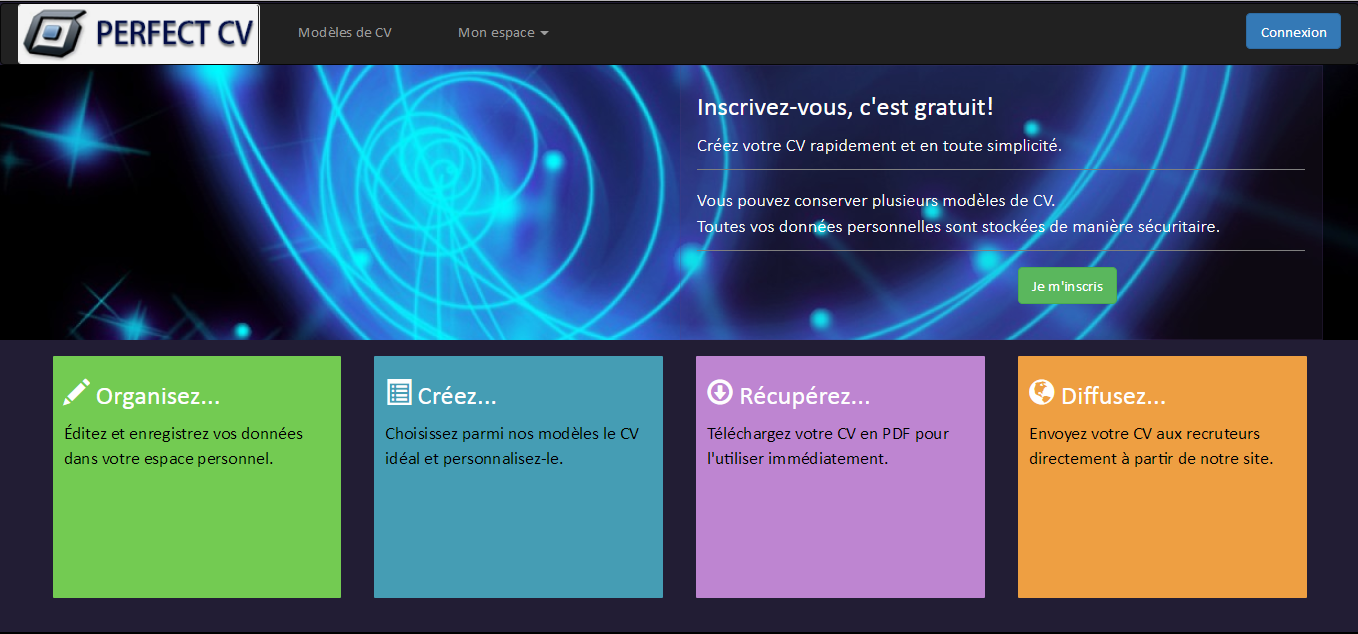 PERFECT CV
Modèles de CV
Mon espace
Connexion
Inscrivez-vous, c'est gratuit!
Créez votre CV rapidement et en toute simplicité.
Vous pouvez conserver plusieurs modèles de CV.
Toutes vos données personnelles sont stockées de manière sécuritaire.
Je m'inscris
Organisez...
Éditez et enregistrez vos données
dans votre espace personnel.
Créez...
Choisissez parmi nos modèles le CV
idéal et personnalisez-le.
Récupérez...
Téléchargez votre CV en PDF pour
l'utiliser immédiatement.
Diffusez...
Envoyez votre CV aux recruteurs
directement à partir de notre site.